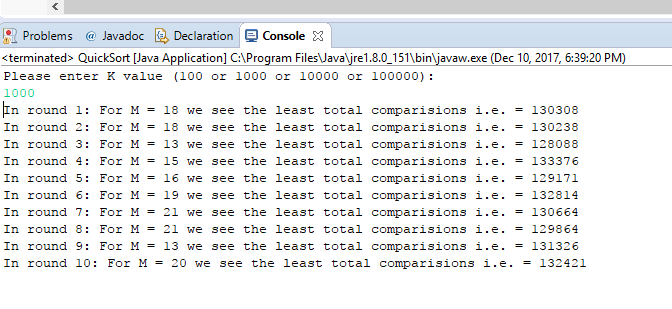 Problems @ Javadoc Declaration Console
<terminated> QuickSort [Java Application] C:\Program Files\Java\jre1.8.0_151\bin\javaw.exe (Dec 10, 2017, 6:39:20 PM)
Please enter K value (100 or 1000 or 10000 or 100000):
1000
In round 1: For M = 18 we see the least total comparisions i.e. = 130308
In round 2: For M = 18 we see the least total comparisions i.e. = 130238
In round 3: For M = 13 we see the least total comparisions i.e. = 128088
In round 4: For M = 15 we see the least total comparisions i.e. = 133376
In round 5: For M = 16 we see the least total comparisions i.e. = 129171
In round 6: For M = 19 we see the least total comparisions i.e. = 132814
In round 7: For M = 21 we see the least total comparisions i.e. = 130664
In round 8: For M = 21 we see the least total comparisions i.e. = 129864
In round 9: For M = 13 we see the least total comparisions i.e. = 131326
In round 10: For M = 20 we see the least total comparisions i.e. = 132421